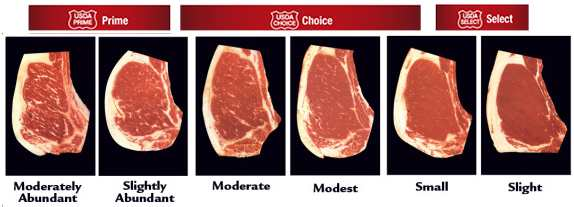 USDA PRIME Prime
USDA CHOICE Choice
USDA SELECT Select
Moderately Abundant
Slightly Abundant
Moderate
Modest
Small
Slight